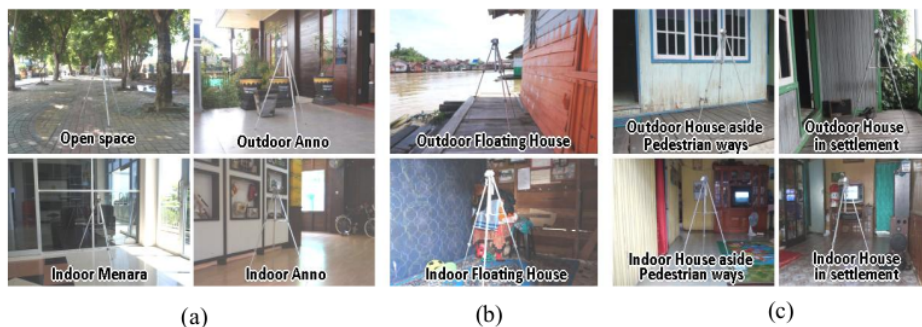 Open space
Outdoor Anno
Outdoor Floating House
Outdoor House aside
Pedestrian ways
Outdoor House
in settlement
Indoor Menara
Indoor Anno
Indoor Floating House
Indoor House aside
Pedestrian ways
Indoor House
in settlement
(a)
(b)
(c)